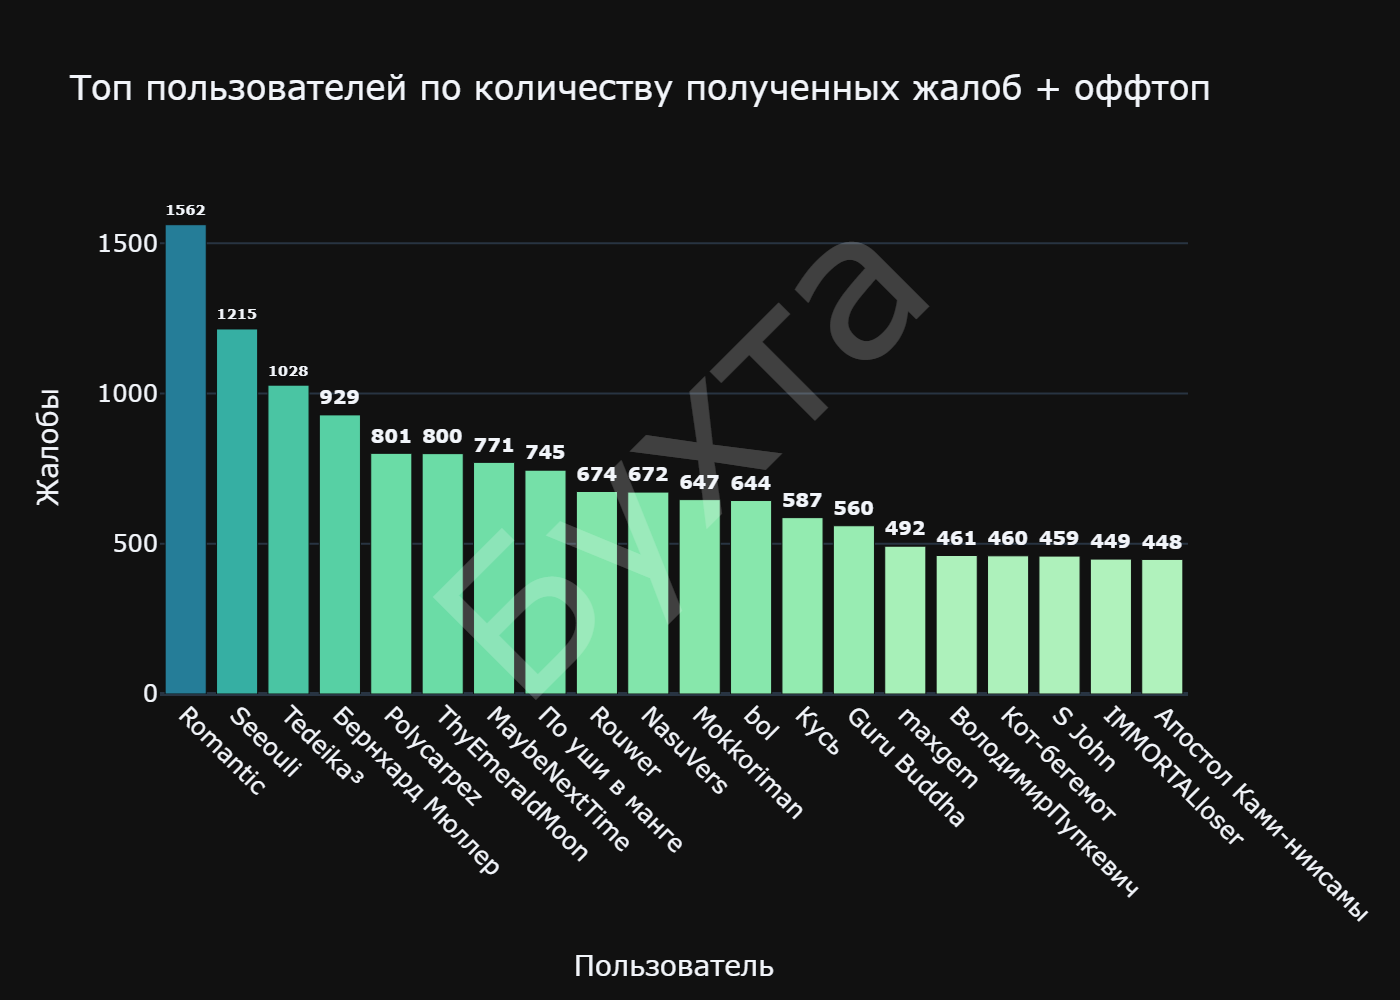 Топ пользователей по количеству полученных жалоб + оффтоп
Жалобы
1500
1000
500
0
1562
1215
1028
929
801
800
771
745
674
672
647
644
587
560
492
461
460
459
449
448
Romantic
Seeouli
Tedeiкaз
Бернхард Мюллер
Polycarpez
ThyEmeraldMoon
MaybeNextTime
По уши в манге
Rouwer
NasuVers
Mokkoriman
bol
Кусь
Guru Buddha
maxgem
ВолодимирПупкевич
Кот-бегемот
S John
IMMORTALloser
Апостол Ками-ниисамы
Пользователь
Бухта